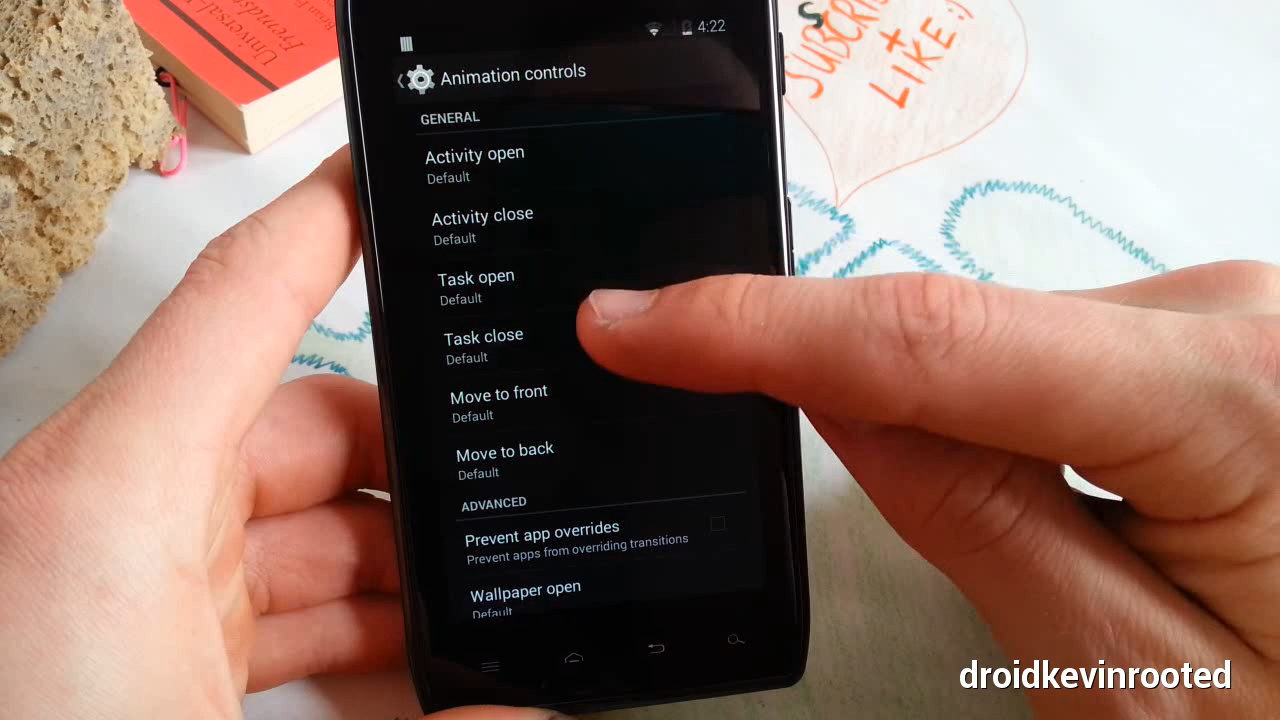 Universal
4:22
Animation controls
GENERAL
Activity open
Default
Activity close
Default
Task open
Default
Task close
Default
Move to front
Default
Move to back
Default
ADVANCED
Prevent app overrides
Prevent apps from overriding transitions
Wallpaper open
Default
SUBSCRIBE
+
LIKE :)
droidkevinrooted